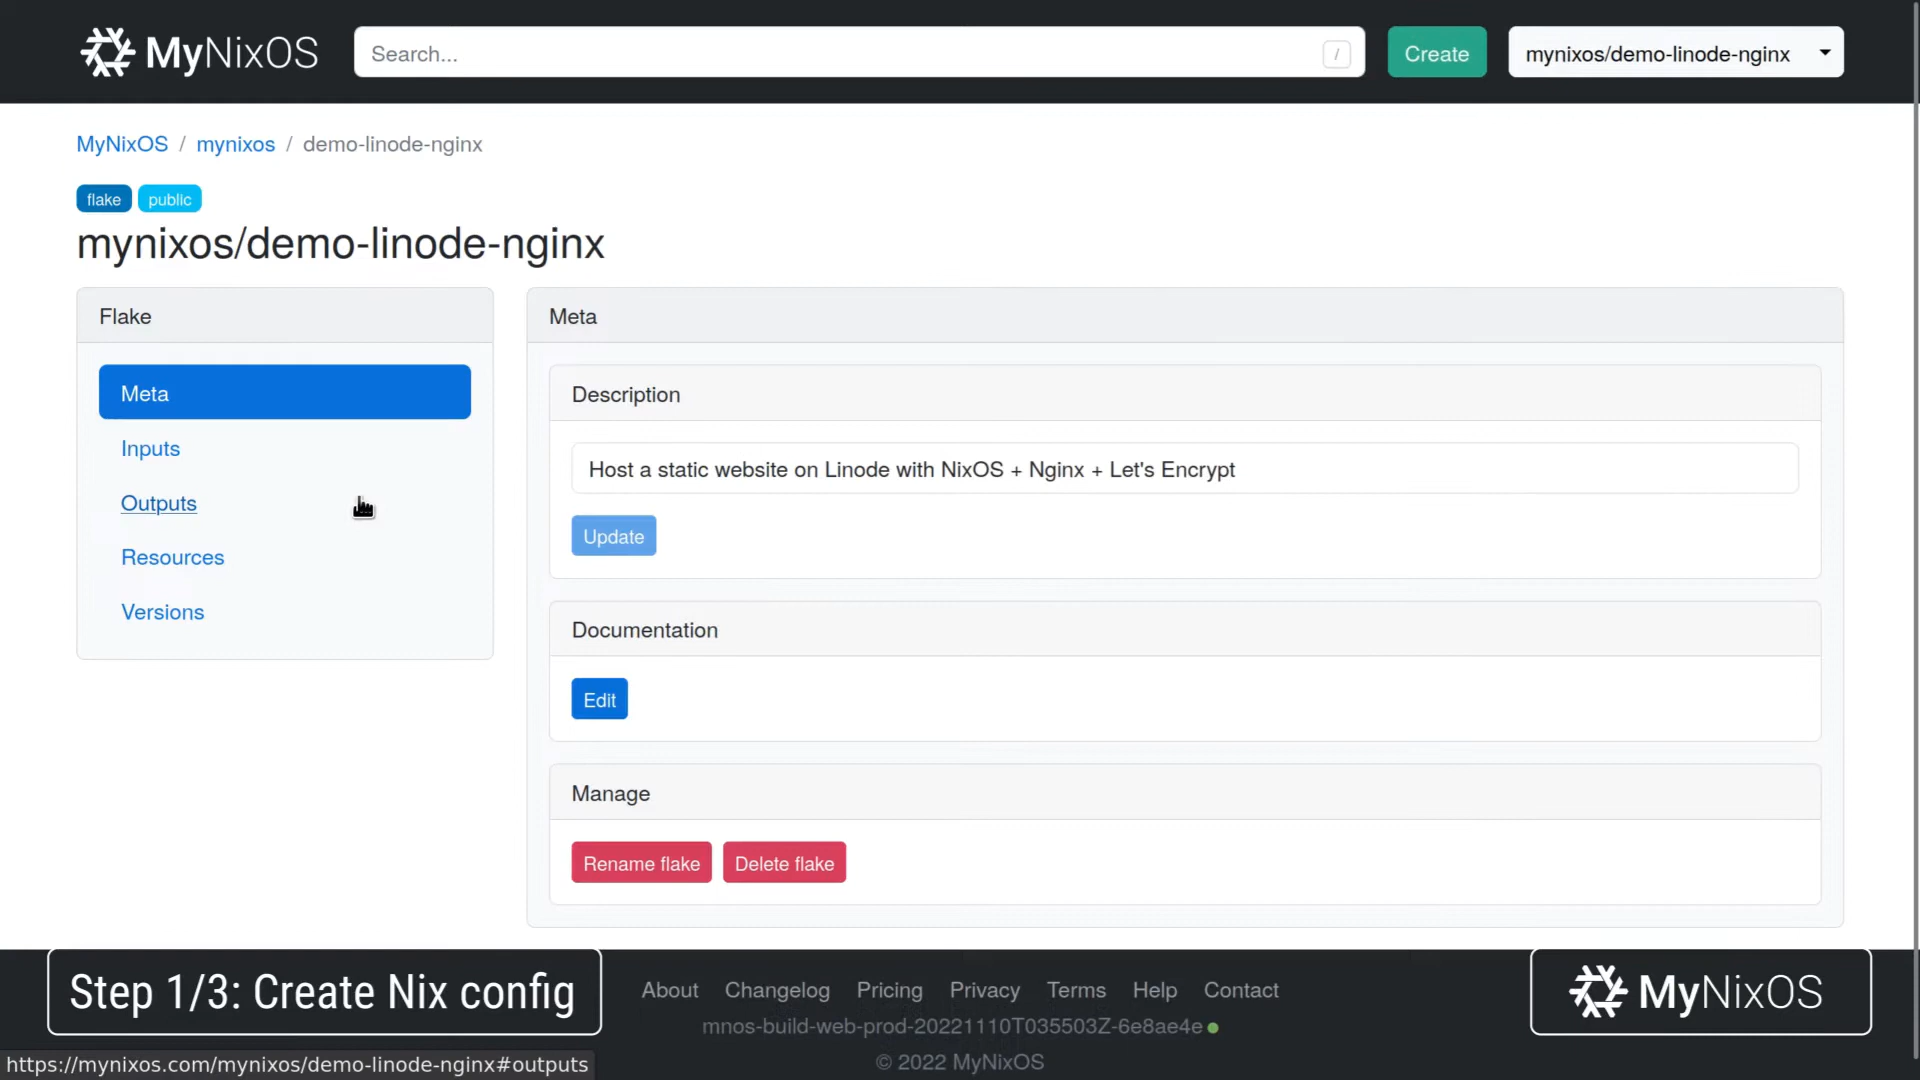 MyNixOS
Search...
/
Create
mynixos/demo-linode-nginx
MyNixOS / mynixos / demo-linode-nginx
flake public
mynixos/demo-linode-nginx
Flake
Meta
Inputs
Outputs
Resources
Versions
Meta
Description
Host a static website on Linode with NixOS + Nginx + Let's Encrypt
Update
Documentation
Edit
Manage
Rename flake Delete flake
Step 1/3: Create Nix config
About Changelog Pricing Privacy Terms Help Contact
mnos-build-web-prod-20221110T035503Z-6e8ae4e
© 2022 MyNixOS
MyNixOS
https://mynixos.com/mynixos/demo-linode-nginx#outputs